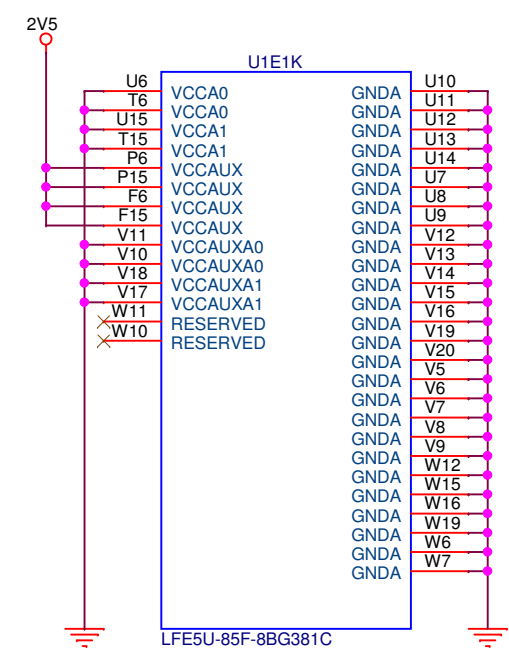 2V5
U1E1K
U6 VCCA0 GNDA U10
T6 VCCA0 GNDA U11
U15 VCCA1 GNDA U12
T15 VCCA1 GNDA U13
P6 VCCAUX GNDA U14
P15 VCCAUX GNDA U7
F6 VCCAUX GNDA U8
F15 VCCAUX GNDA U9
V11 VCCAUXA0 GNDA V12
V10 VCCAUXA0 GNDA V13
V18 VCCAUXA1 GNDA V14
V17 VCCAUXA1 GNDA V15
W11 RESERVED GNDA V16
W10 RESERVED GNDA V19
GNDA V20
GNDA V5
GNDA V6
GNDA V7
GNDA V8
GNDA V9
GNDA W12
GNDA W15
GNDA W16
GNDA W19
GNDA W6
GNDA W7
LFE5U-85F-8BG381C